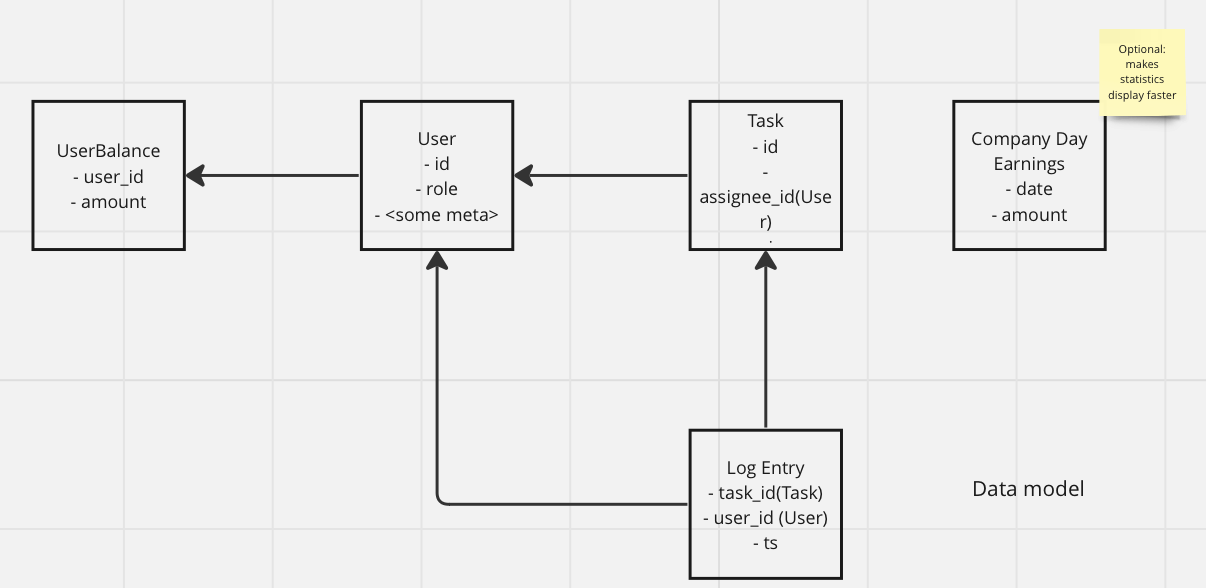 Optional:
makes
statistics
display faster
UserBalance
- user_id
- amount
User
- id
- role
- <some meta>
Task
- id
-
assignee_id(Use
r)
Company Day
Earnings
- date
- amount
Log Entry
- task_id(Task)
- user_id (User)
- ts
Data model